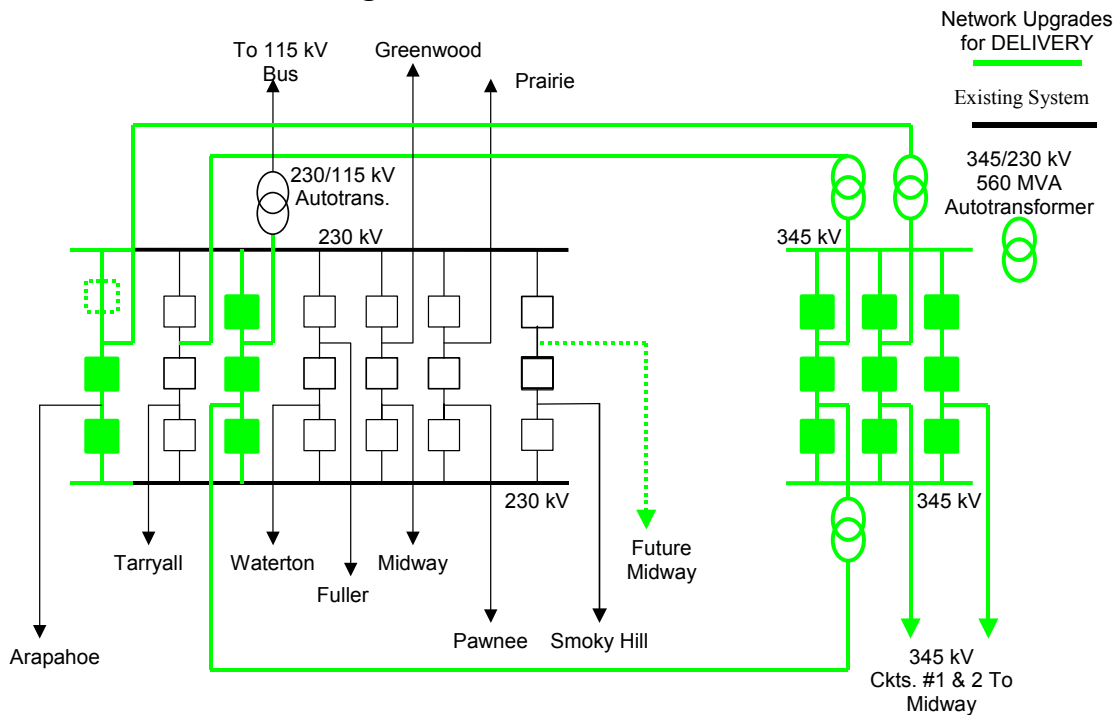 Network Upgrades
for DELIVERY
Existing System
345/230 kV
560 MVA
Autotransformer
To 115 kV
Bus
Greenwood
Prairie
230/115 kV
Autotrans.
230 kV
345 kV
230 kV
345 kV
Tarryall
Waterton
Fuller
Midway
Pawnee
Smoky Hill
Future
Midway
Arapahoe
345 kV
Ckts. #1 & 2 To
Midway